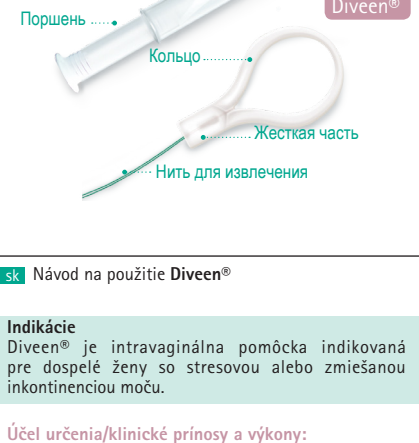 Diveen®
Поршень
Кольцо
Жесткая часть
Нить для извлечения
sk Návod na použitie Diveen®
Indikácie
Diveen® je intravaginálna pomôcka indikovaná
pre dospelé ženy so stresovou alebo zmiešanou
inkontinenciou moču.
Účel určenia/klinické prínosy a výkony: